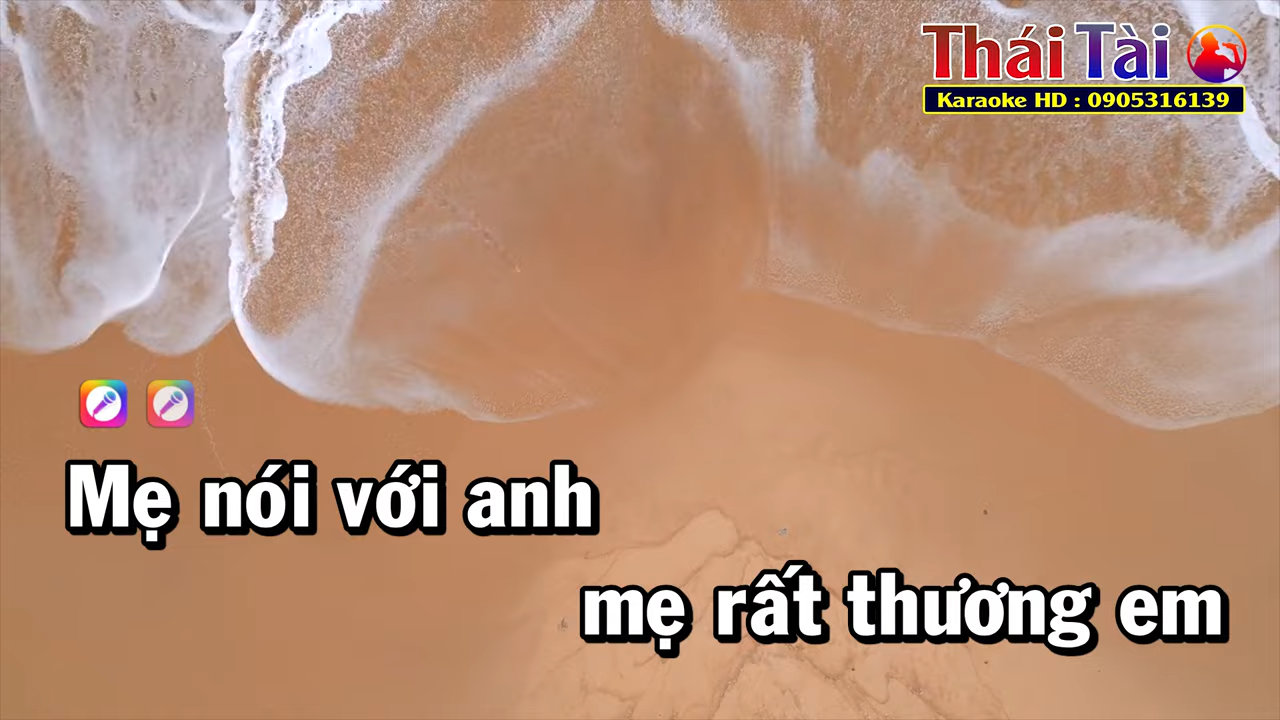 Thái Tài
Karaoke HD : 0905316139
Mẹ nói với anh
mẹ rất thương em